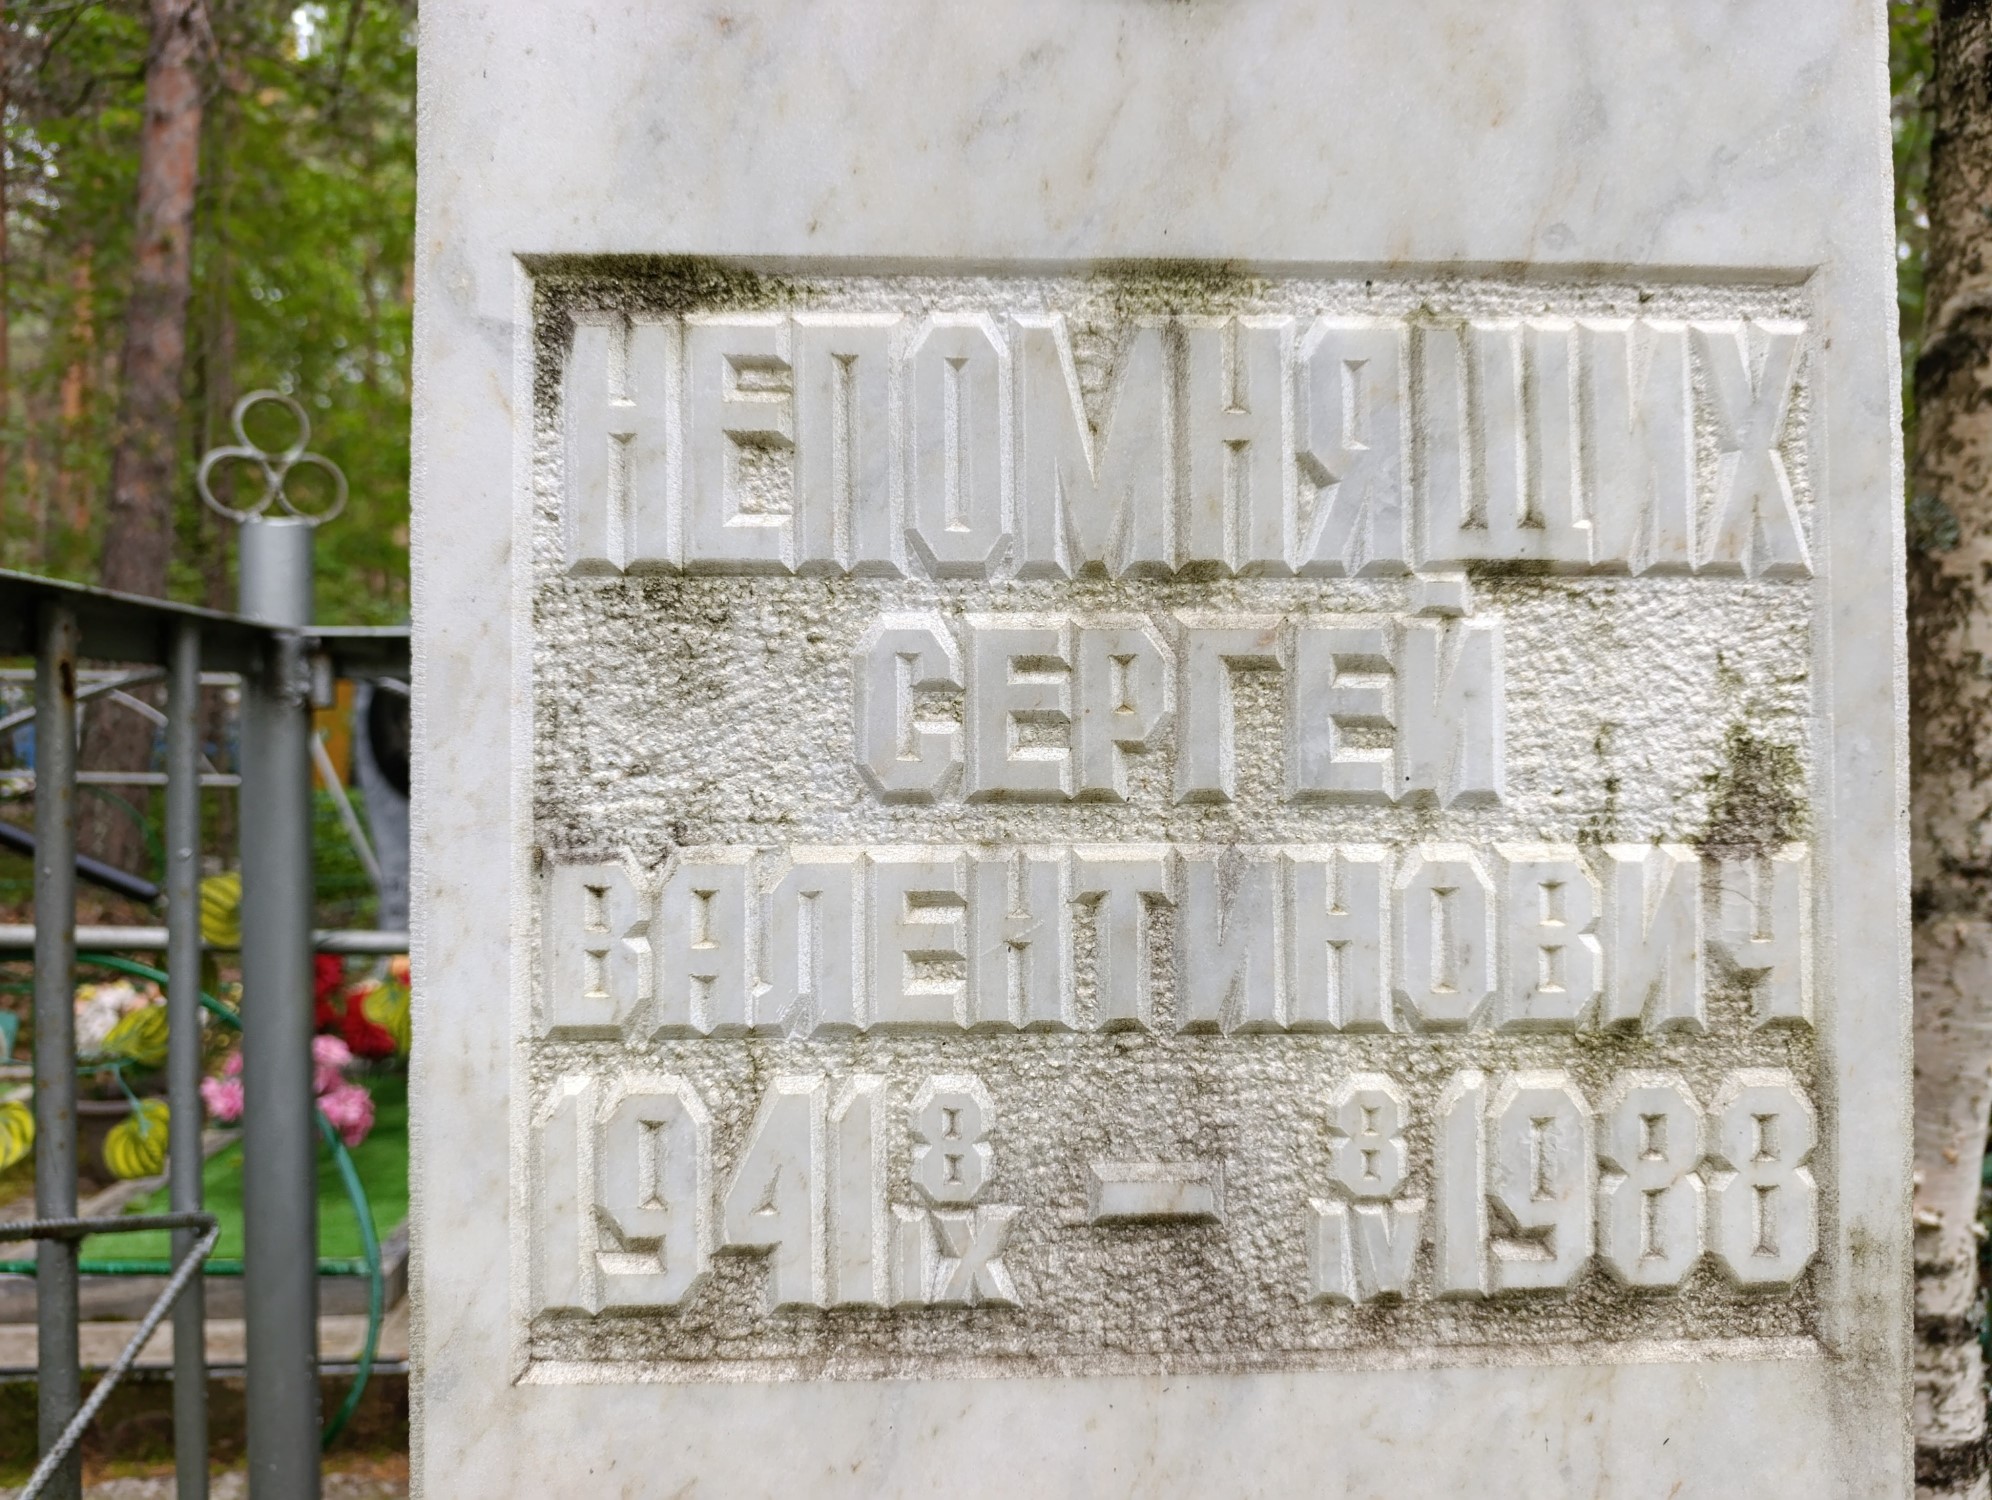 НЕПОМНЯЩИХ
СЕРГЕЙ
ВАЛЕНТИНОВИЧ
1941 8/IX — 8/IV 1988